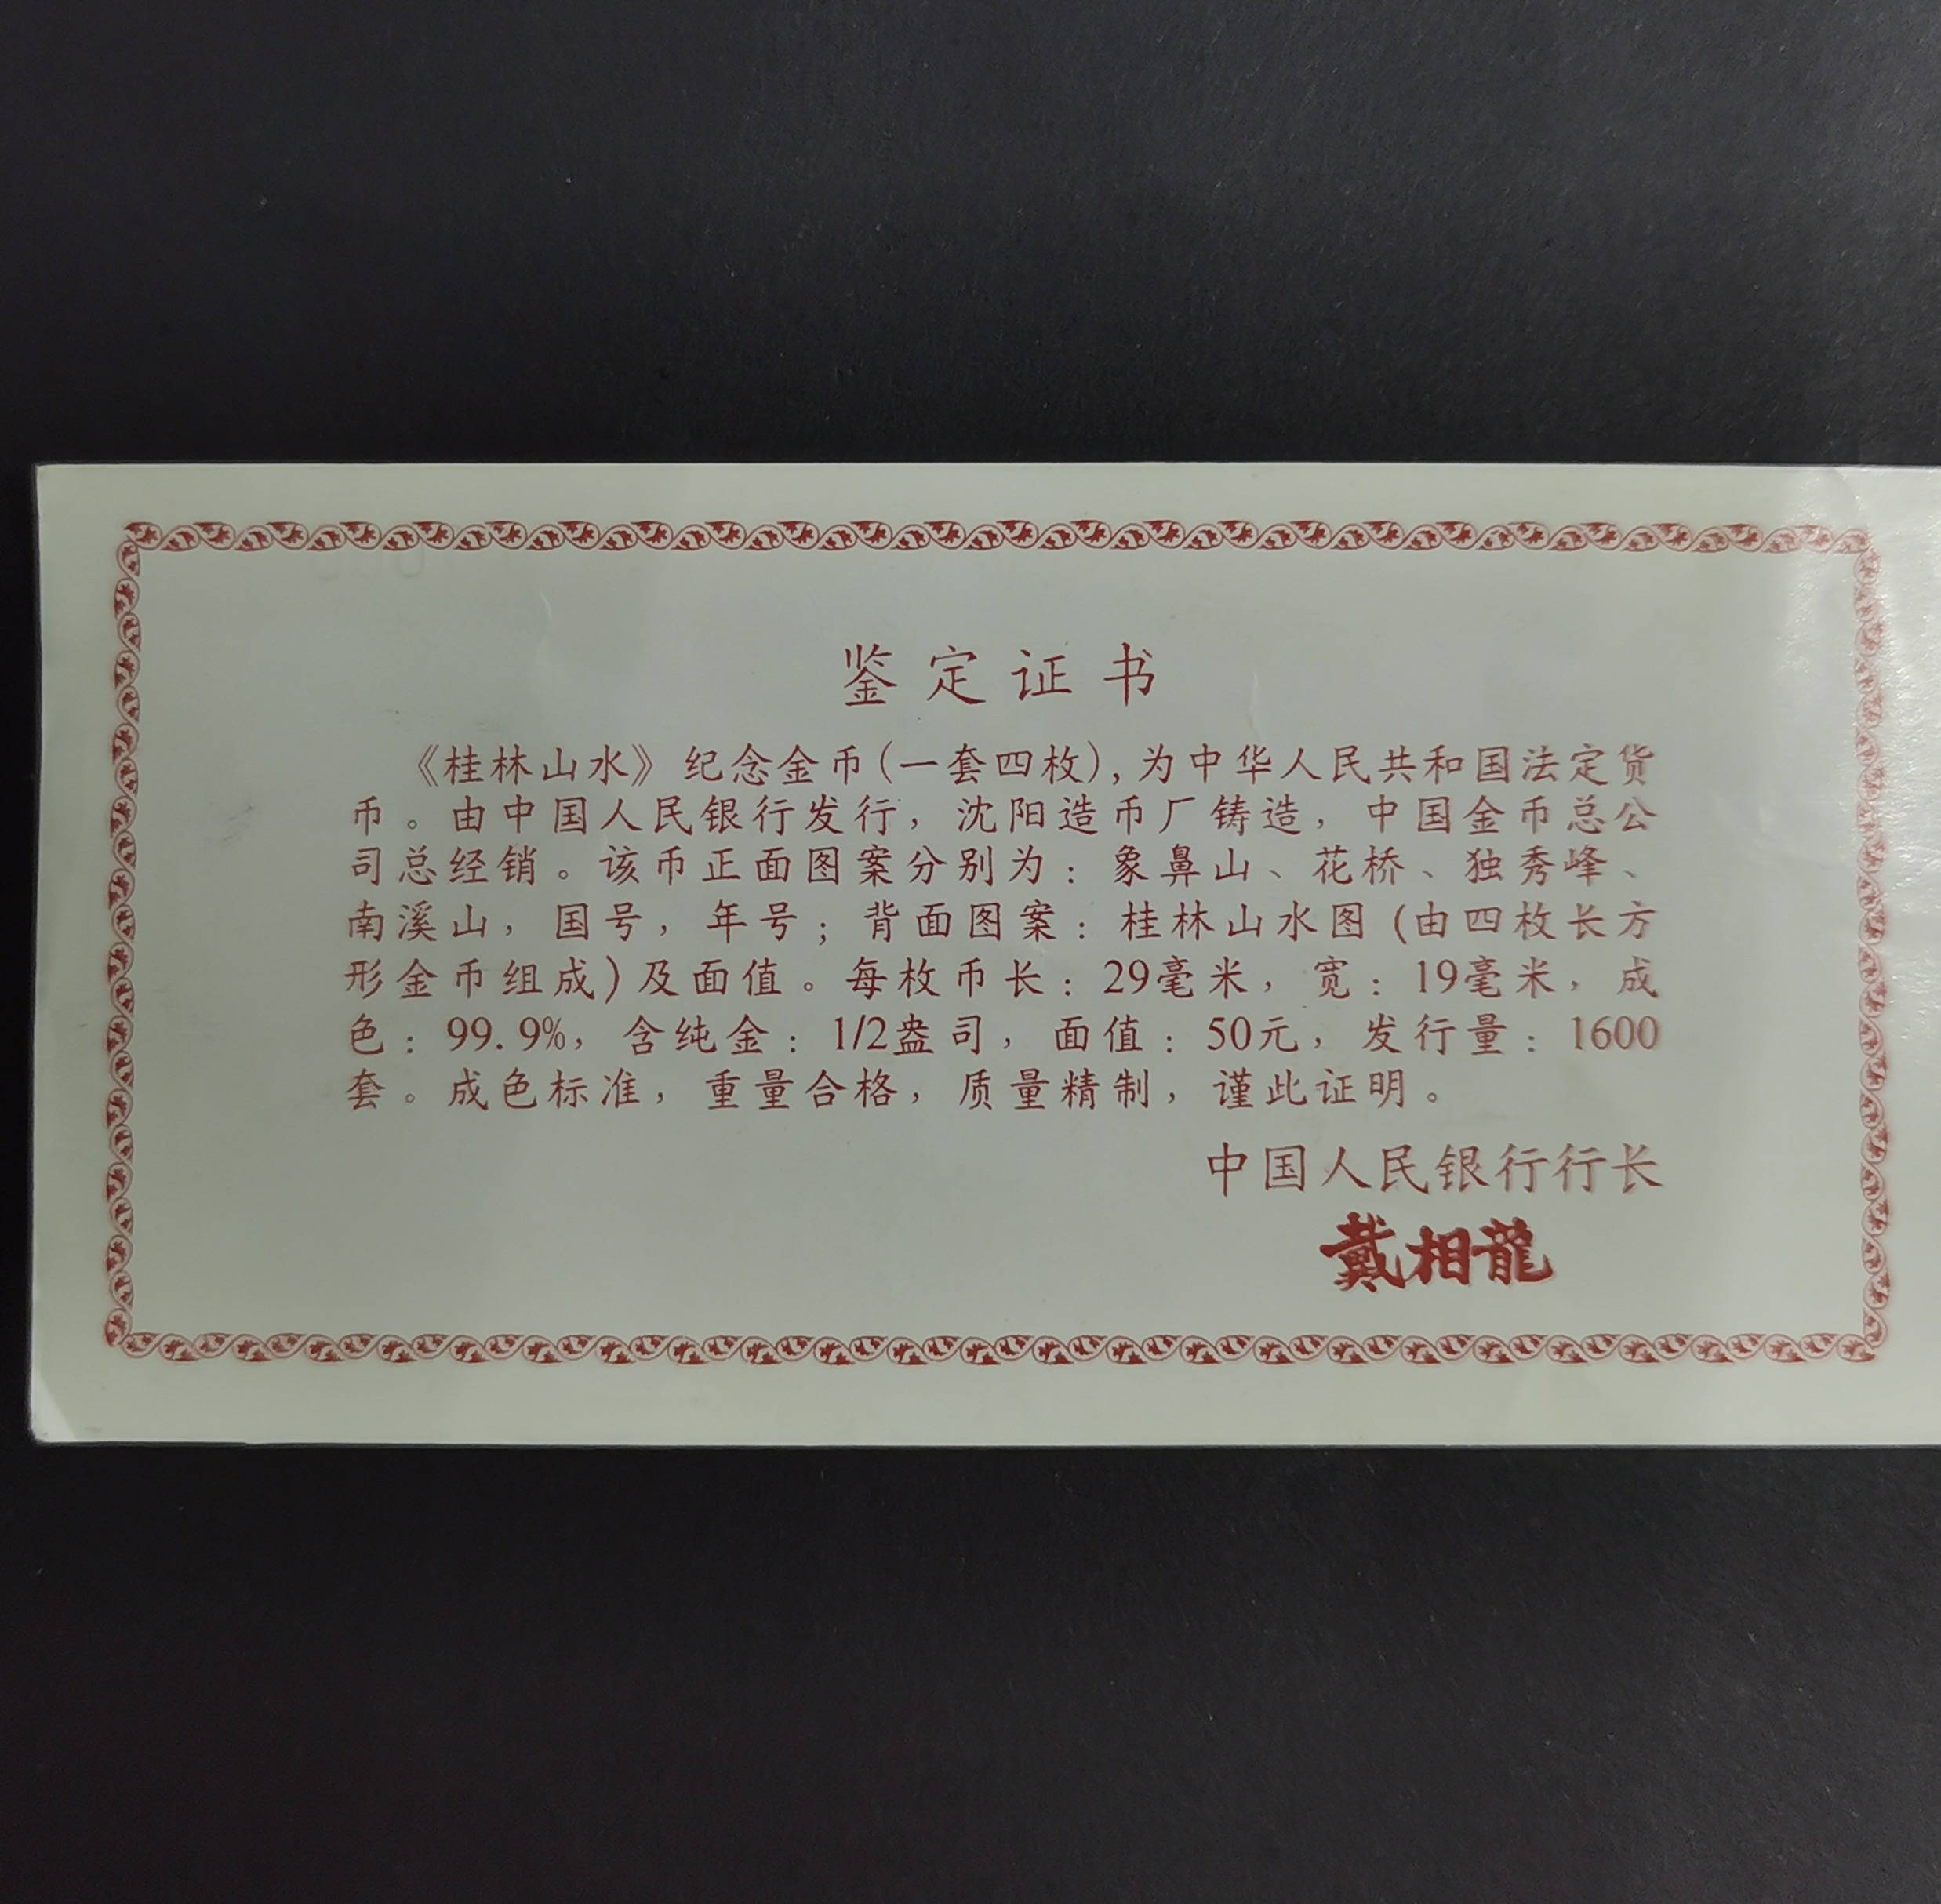 鉴定证书
《桂林山水》纪念金币(一套四枚),为中华人民共和国法定货
币。由中国人民银行发行,沈阳造币厂铸造,中国金币总公
司总经销。该币正面图案分别为:象鼻山、花桥、独秀峰、
南溪山,国号,年号;背面图案:桂林山水图(由四枚长方
形金币组成)及面值。每枚币长:29毫米,宽:19毫米,成
色:99.9%,含纯金:1/2盎司,面值:50元,发行量:1600
套。成色标准,重量合格,质量精制,谨此证明。
中国人民银行行长
戴相龍